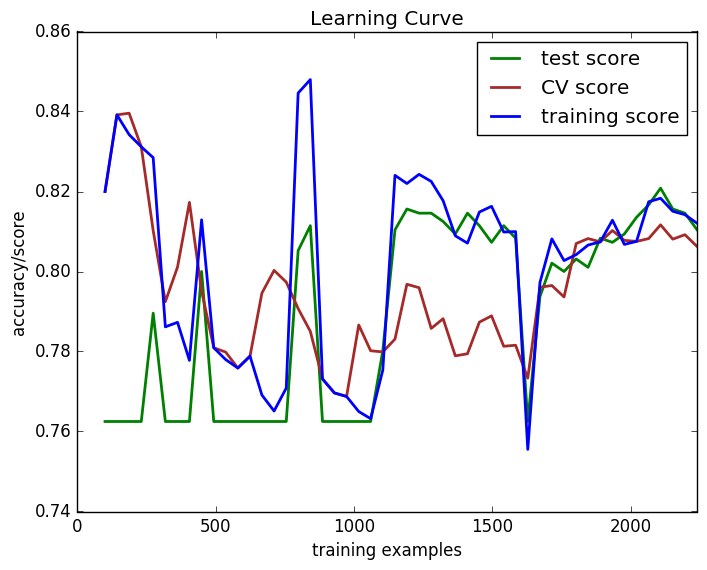 Learning Curve
0.86
0.84
0.82
0.80
0.78
0.76
0.74
accuracy/score
test score
CV score
training score
0
500
1000
1500
2000
training examples